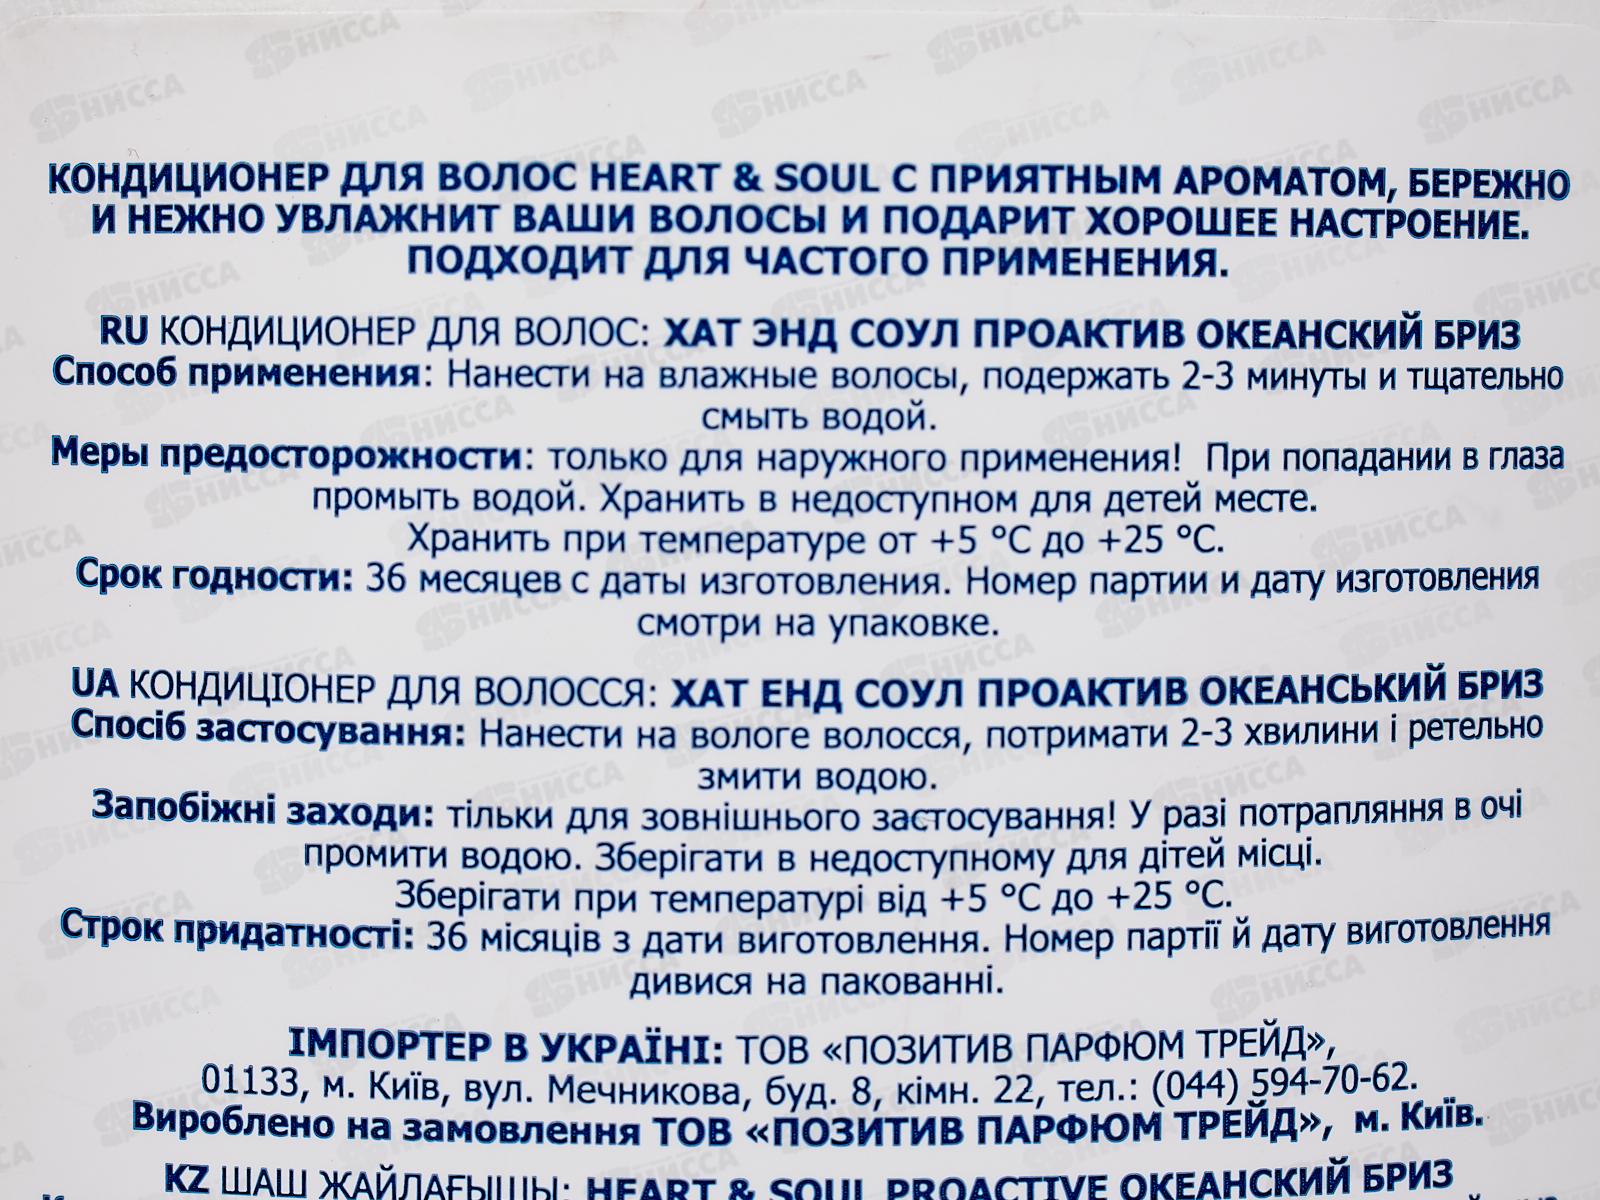 КОНДИЦИОНЕР ДЛЯ ВОЛОС HEART & SOUL С ПРИЯТНЫМ АРОМАТОМ, БЕРЕЖНО
И НЕЖНО УВЛАЖНИТ ВАШИ ВОЛОСЫ И ПОДАРИТ ХОРОШЕЕ НАСТРОЕНИЕ.
ПОДХОДИТ ДЛЯ ЧАСТОГО ПРИМЕНЕНИЯ.
RU КОНДИЦИОНЕР ДЛЯ ВОЛОС: ХАТ ЭНД СОУЛ ПРОАКТИВ ОКЕАНСКИЙ БРИЗ
Способ применения: Нанести на влажные волосы, подержать 2-3 минуты и тщательно
смыть водой.
Меры предосторожности: только для наружного применения! При попадании в глаза
промыть водой. Хранить в недоступном для детей месте.
Хранить при температуре от +5 °С до +25 °С.
Срок годности: 36 месяцев с даты изготовления. Номер партии и дату изготовления
смотри на упаковке.
UA КОНДИЦІОНЕР ДЛЯ ВОЛОССЯ: ХАТ ЕНД СОУЛ ПРОАКТИВ ОКЕАНСЬКИЙ БРИЗ
Спосіб застосування: Нанести на вологе волосся, потримати 2-3 хвилини і ретельно
змити водою.
Запобіжні заходи: тільки для зовнішнього застосування! У разі потрапляння в очі
промити водою. Зберігати в недоступному для дітей місці.
Зберігати при температурі від +5 °С до +25 °С.
Строк придатності: 36 місяців з дати виготовлення. Номер партії й дату виготовлення
дивися на пакованні.
ІМПОРТЕР В УКРАЇНІ: ТОВ «ПОЗИТИВ ПАРФЮМ ТРЕЙД»,
01133, м. Київ, вул. Мечникова, буд. 8, кімн. 22, тел.: (044) 594-70-62.
Вироблено на замовлення ТОВ «ПОЗИТИВ ПАРФЮМ ТРЕЙД», м. Київ.
KZ ШАШ ЖАЙЛАҒЫШЫ: HEART & SOUL PROACTIVE ОКЕАНСКИЙ БРИЗ